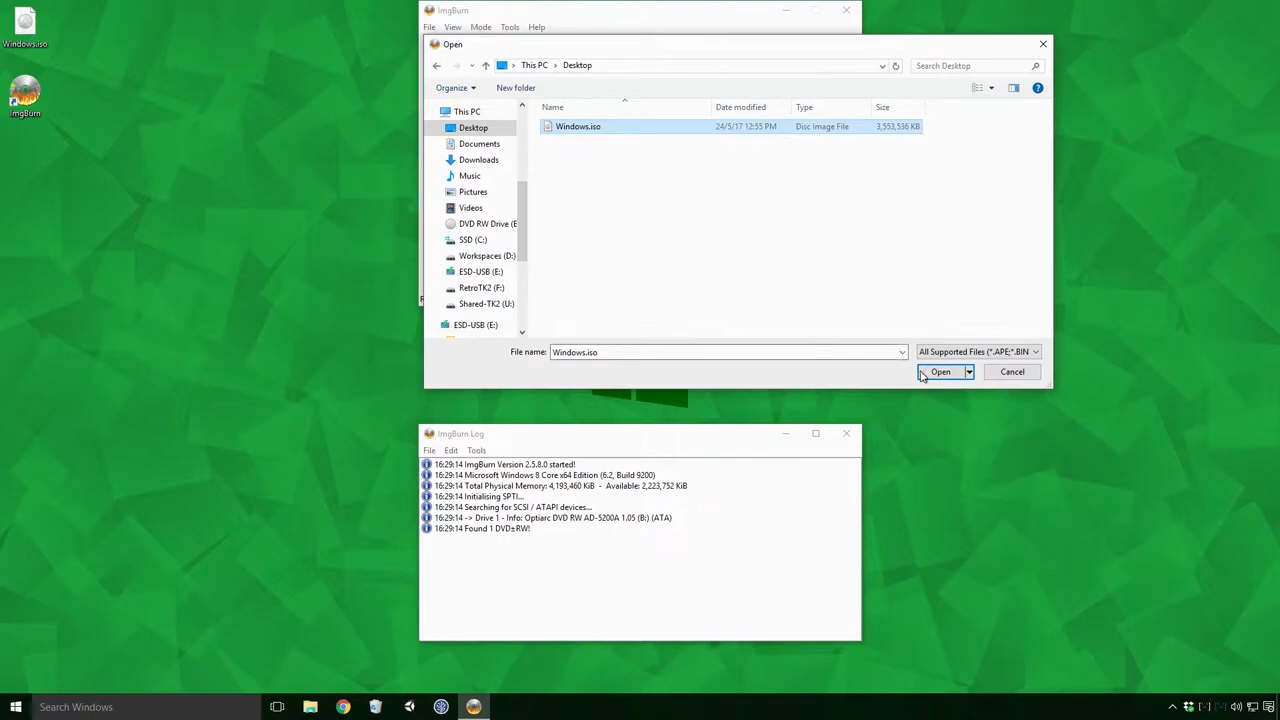 Windows.iso
ImgBurn
ImgBurn
File View Mode Tools Help
Open
This PC Desktop
Search Desktop
Organize
New folder
Name
Date modified
Type
Size
Windows.iso
24/5/17 12:55 PM
Disc Image File
3,553,536 KB
This PC
Desktop
Documents
Downloads
Music
Pictures
Videos
DVD RW Drive (E
SSD (C:)
Workspaces (D:)
ESD-USB (E:)
RetroTK2 (F:)
Shared-TK2 (U:)
ESD-USB (E:)
File name:
Windows.iso
All Supported Files (*.APE;*.BIN
Open
Cancel
ImgBurn Log
File Edit Tools
16:29:14 ImgBurn Version 2.5.8.0 started!
16:29:14 Microsoft Windows 8 Core x64 Edition (6.2, Build 9200)
16:29:14 Total Physical Memory: 4,193,460 KiB - Available: 2,223,752 KiB
16:29:14 Initialising SPTI...
16:29:14 Searching for SCSI / ATAPI devices...
16:29:14 -> Drive 1 - Info: Optiarc DVD RW AD-5200A 1.05 (B:) (ATA)
16:29:14 Found 1 DVD±RW!
Search Windows